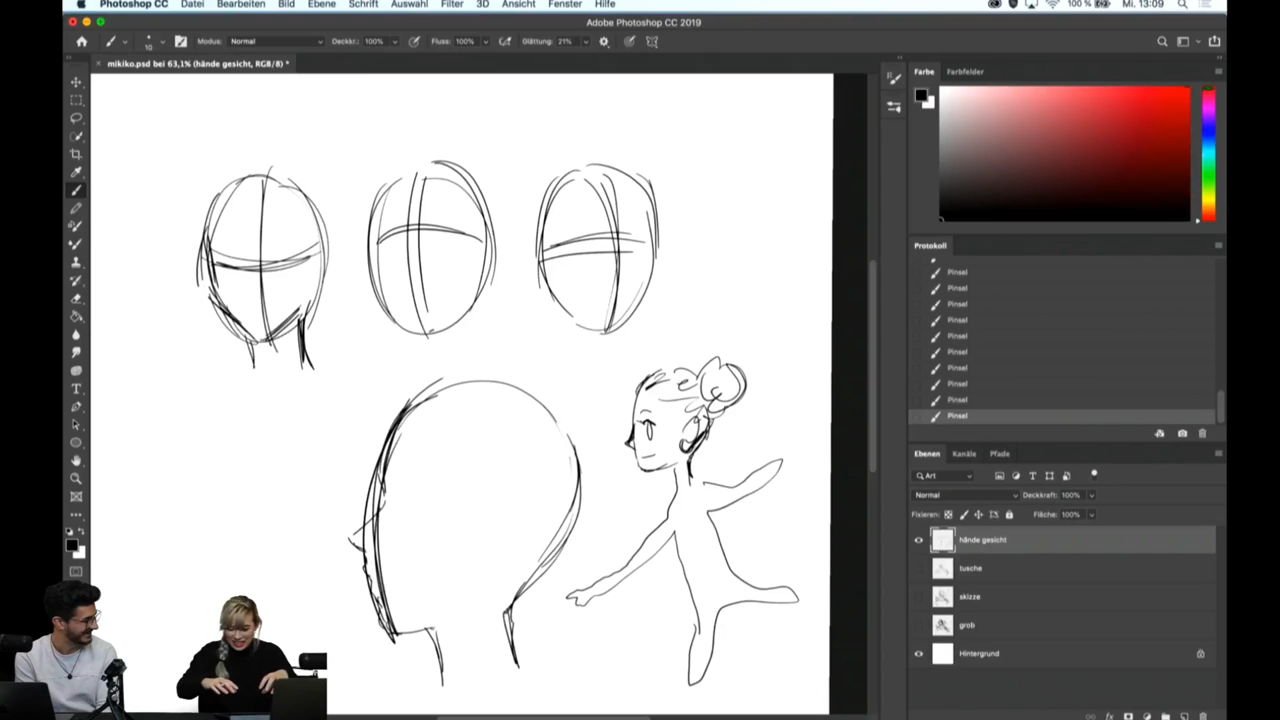 Photoshop CC Datei Bearbeiten Bild Ebene Schrift Auswahl Filter 3D Ansicht Fenster Hilfe 100 % Mi. 13:09
Adobe Photoshop CC 2019
10 Modus: Normal Deckkr.: 100% Fluss: 100% Glättung: 21%
mikiko.psd bei 63,1% (hände gesicht, RGB/8) *
Farbe Farbfelder
Protokoll
Pinsel
Pinsel
Pinsel
Pinsel
Pinsel
Pinsel
Pinsel
Pinsel
Pinsel
Pinsel
Ebenen Kanäle Pfade
Art
Normal Deckkraft: 100%
Fixieren: Fläche: 100%
hände gesicht
tusche
skizze
grob
Hintergrund
fx